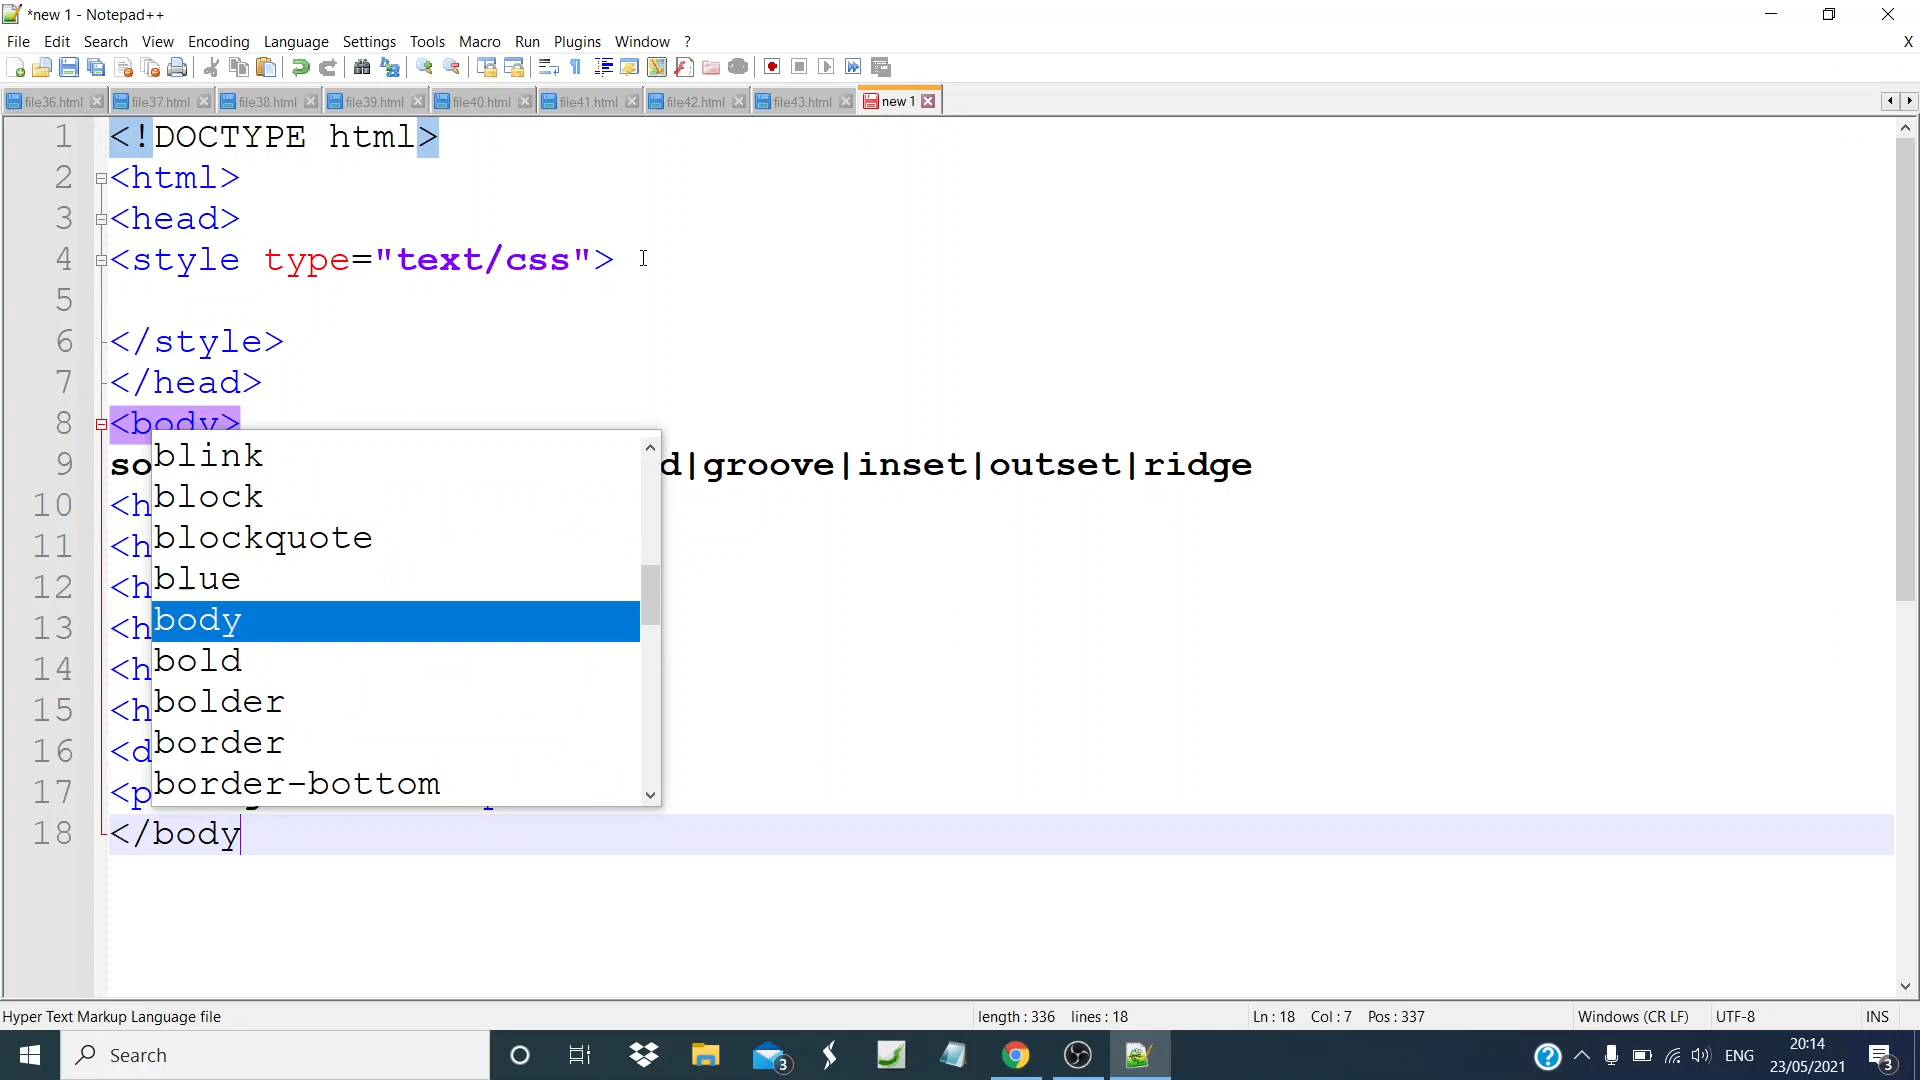 *new 1 - Notepad++
File Edit Search View Encoding Language Settings Tools Macro Run Plugins Window ? X
file36.html file37.html file38.html file39.html file40.html file41.html file42.html file43.html new 1
1 <!DOCTYPE html>
2 <html>
3 <head>
4 <style type="text/css">
5
6 </style>
7 </head>
8 <body>
9 so d|groove|inset|outset|ridge
10 <h
11 <h
12 <h
13 <h
14 <h
15 <h
16 <d
17 <p
18 </body
blink
block
blockquote
blue
body
bold
bolder
border
border-bottom
Hyper Text Markup Language file length : 336 lines : 18 Ln : 18 Col : 7 Pos : 337 Windows (CR LF) UTF-8 INS
Search 3 ENG 20:14 3
23/05/2021